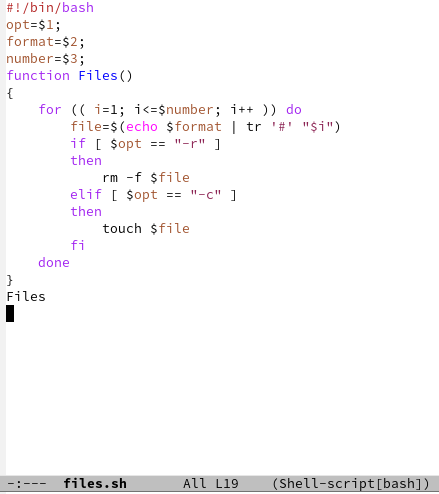 #!/bin/bash
opt=$1;
format=$2;
number=$3;
function Files()
{
    for (( i=1; i<=$number; i++ )) do
        file=$(echo $format | tr '#' "$i")
        if [ $opt == "-r" ]
        then
            rm -f $file
        elif [ $opt == "-c" ]
        then
            touch $file
        fi
    done
}
Files
-:---  files.sh       All L19    (Shell-script[bash])